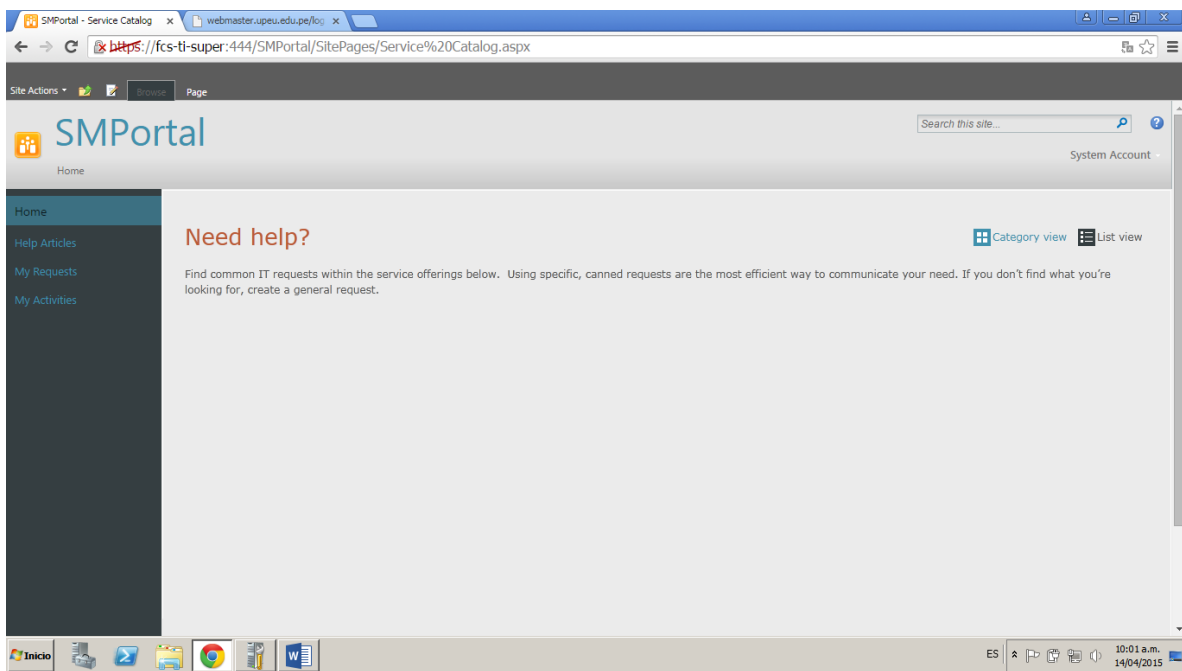 SMPortal - Service Catalog
webmaster.upeu.edu.pe/log
https://fcs-ti-super:444/SMPortal/SitePages/Service%20Catalog.aspx
Site Actions Browse Page
SMPortal
Search this site...
System Account
Home
Home
Help Articles
My Requests
My Activities
Need help?
Category view List view
Find common IT requests within the service offerings below. Using specific, canned requests are the most efficient way to communicate your need. If you don't find what you're
looking for, create a general request.
Inicio
ES
10:01 a.m.
14/04/2015